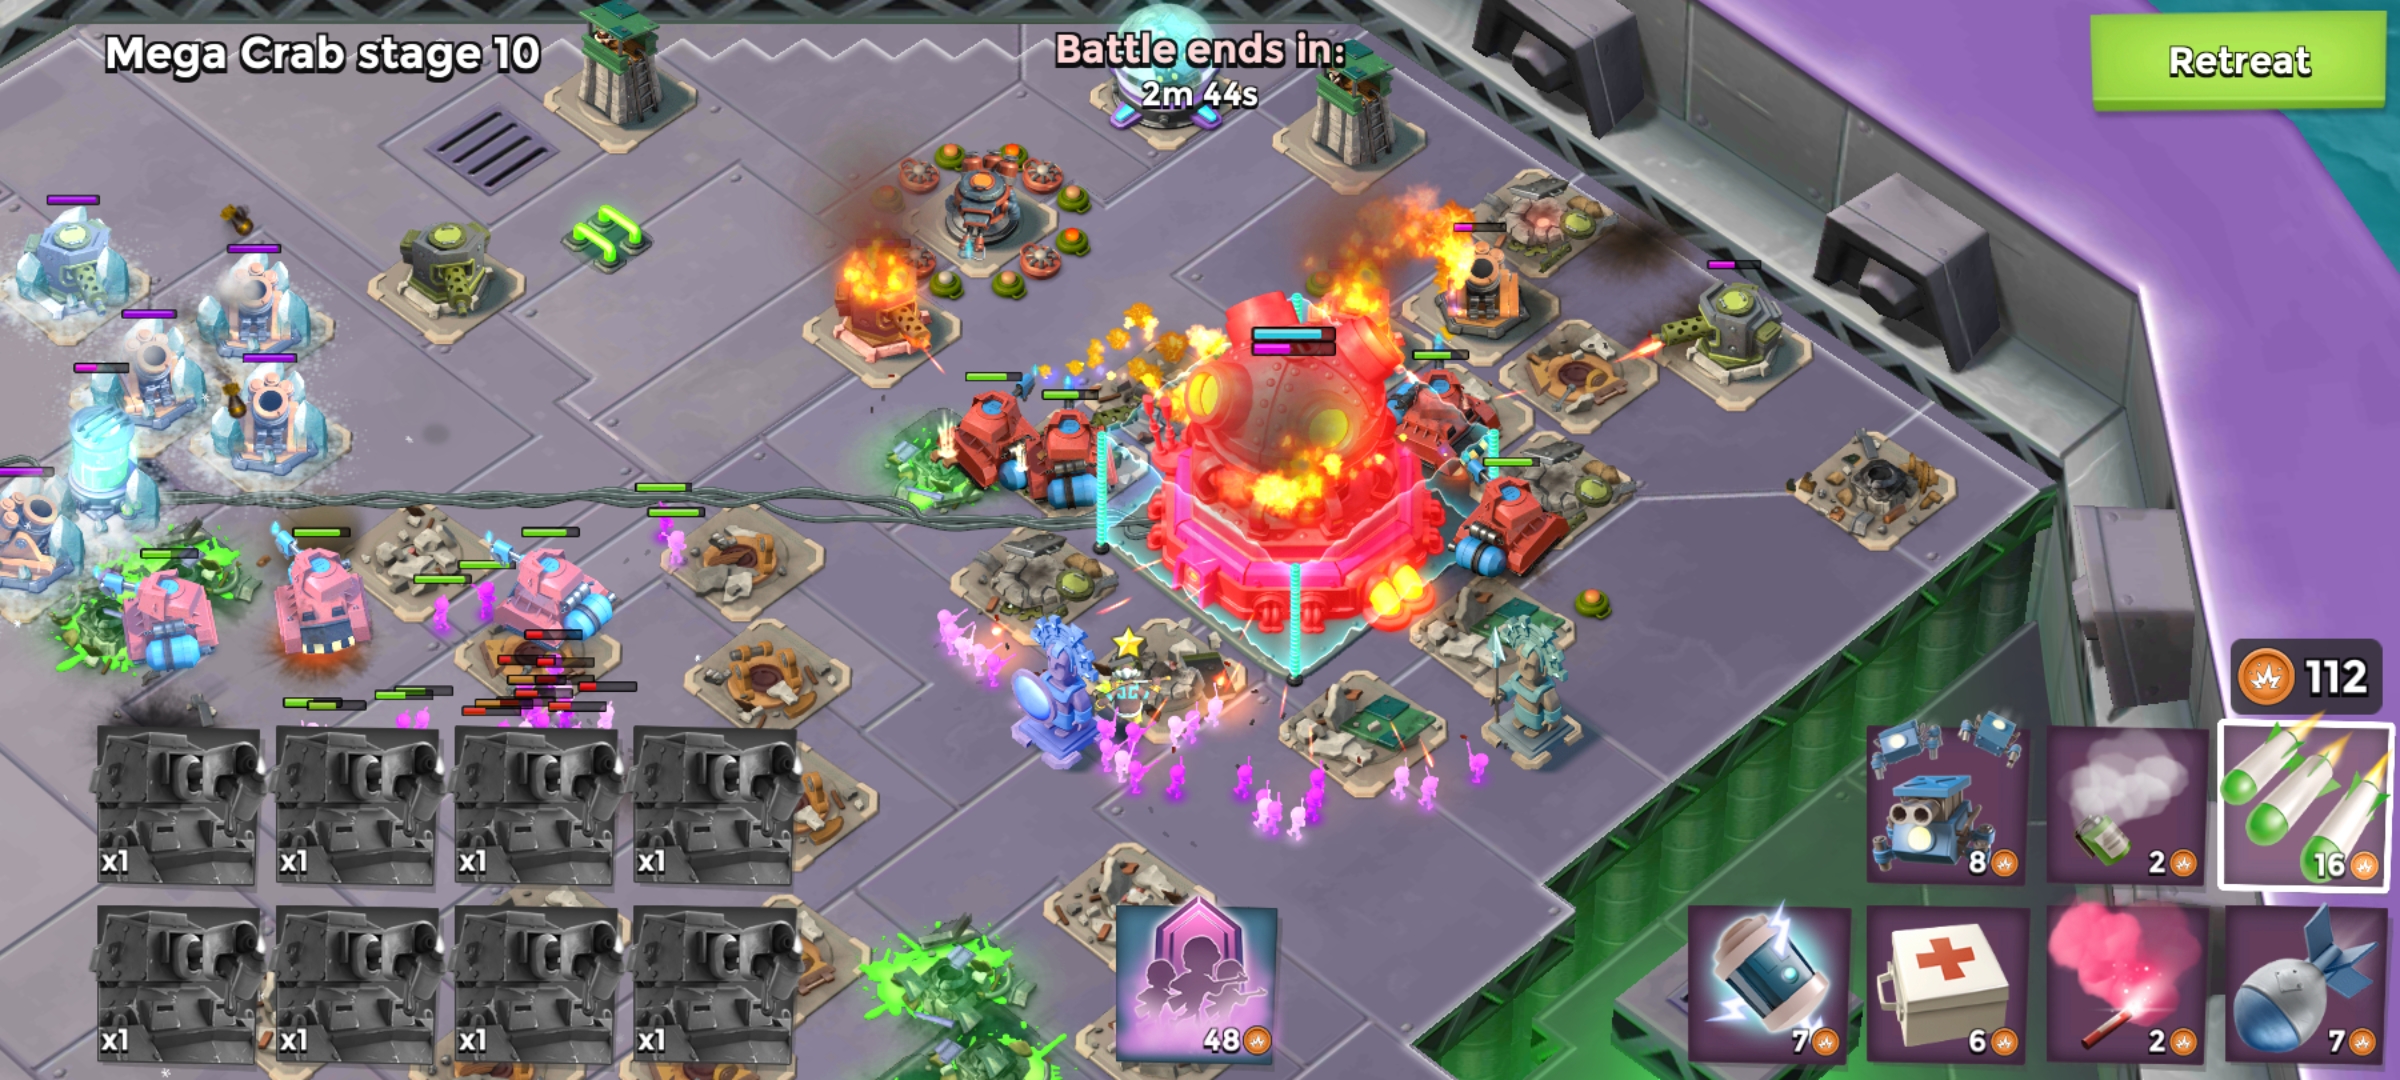 Mega Crab stage 10
Battle ends in:
2m 44s
Retreat
112
8
2
16
x1
x1
x1
x1
x1
x1
x1
x1
48
7
6
2
7